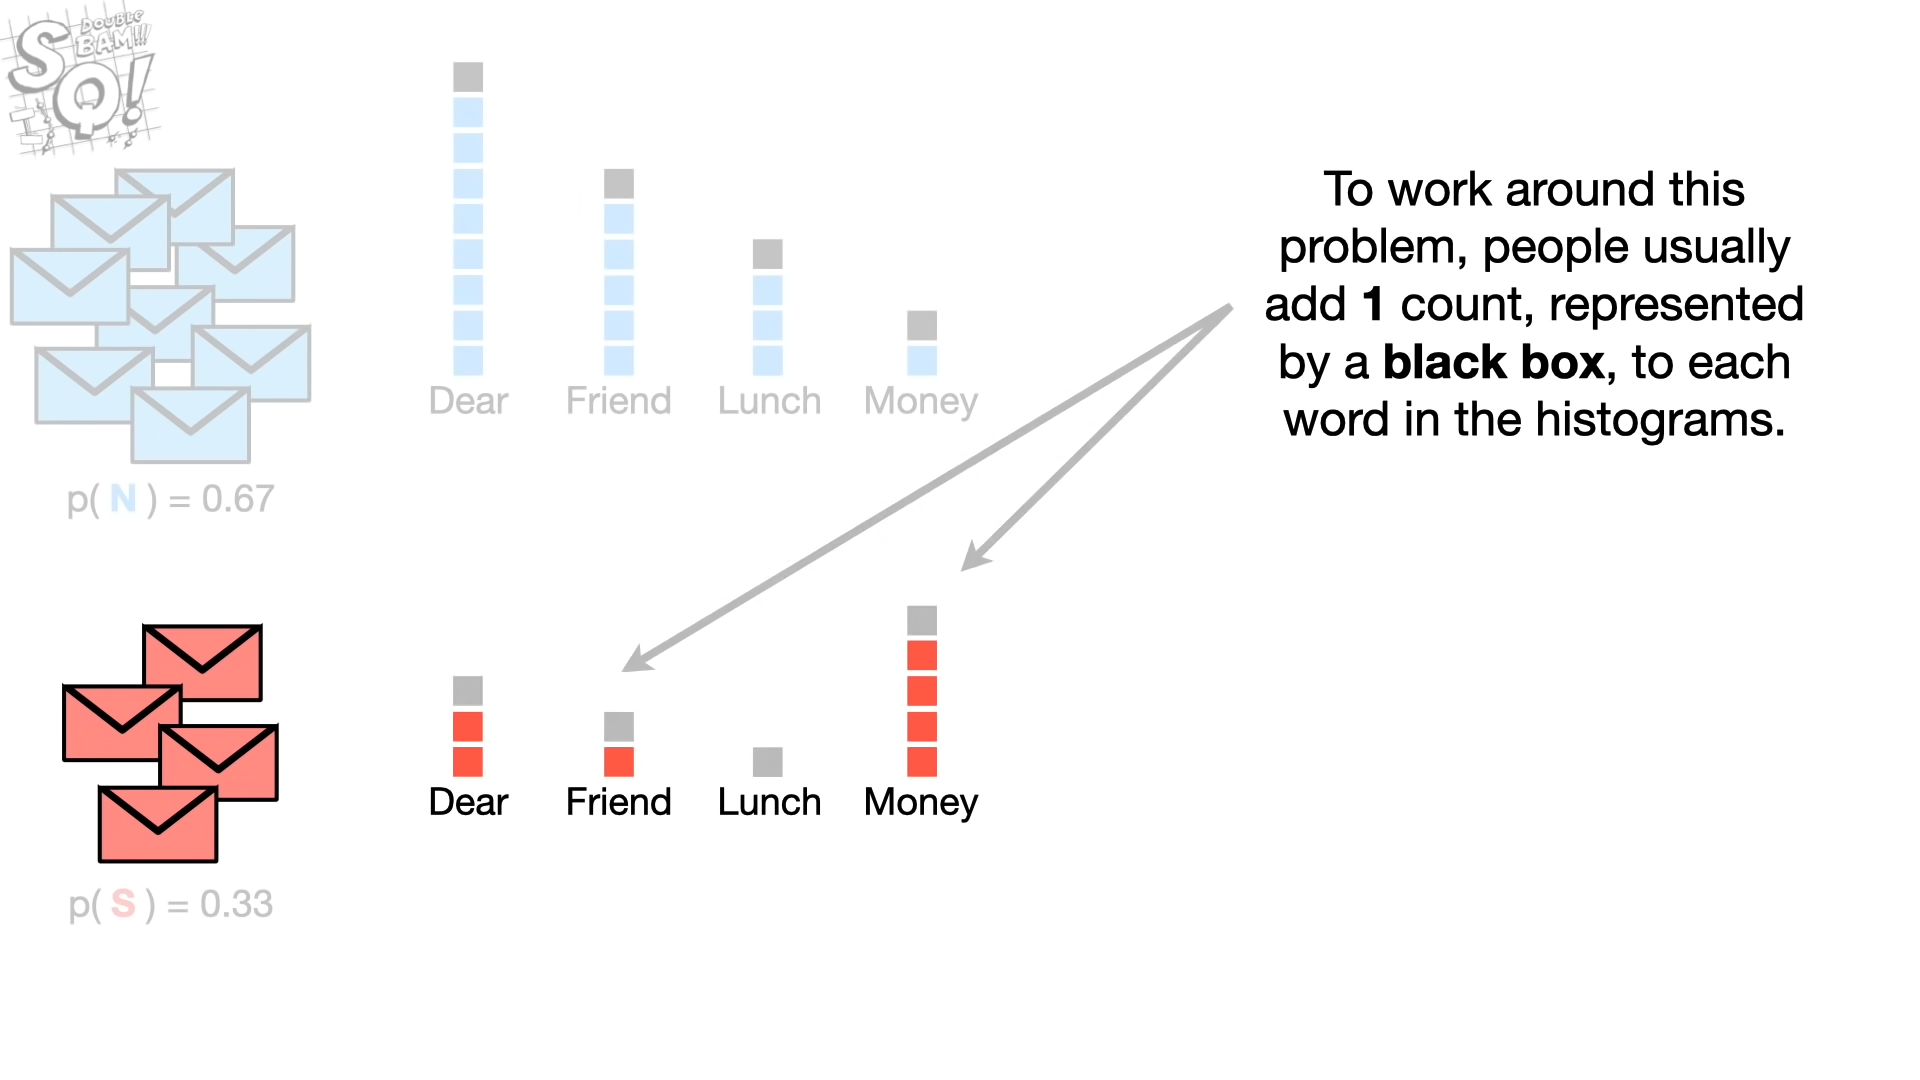 DOUBLE
BAM!!!
SQ!
To work around this
problem, people usually
add 1 count, represented
by a black box, to each
word in the histograms.
Dear Friend Lunch Money
p( N ) = 0.67
Dear Friend Lunch Money
p( S ) = 0.33